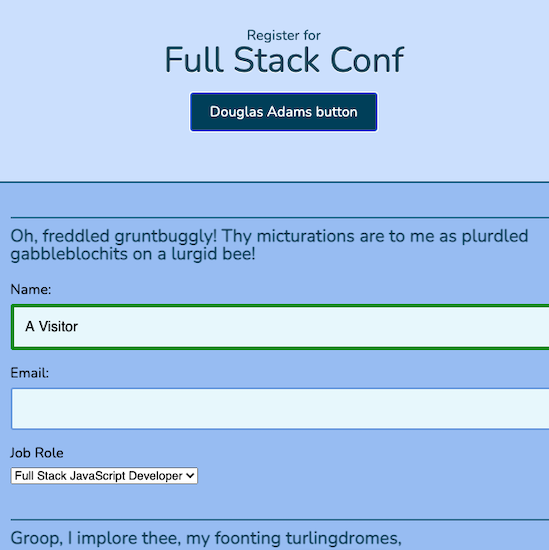 Register for
Full Stack Conf
Douglas Adams button
Oh, freddled gruntbuggly! Thy micturations are to me as plurdled
gabbleblochits on a lurgid bee!
Name:
A Visitor
Email:
Job Role
Full Stack JavaScript Developer
Groop, I implore thee, my foonting turlingdromes,